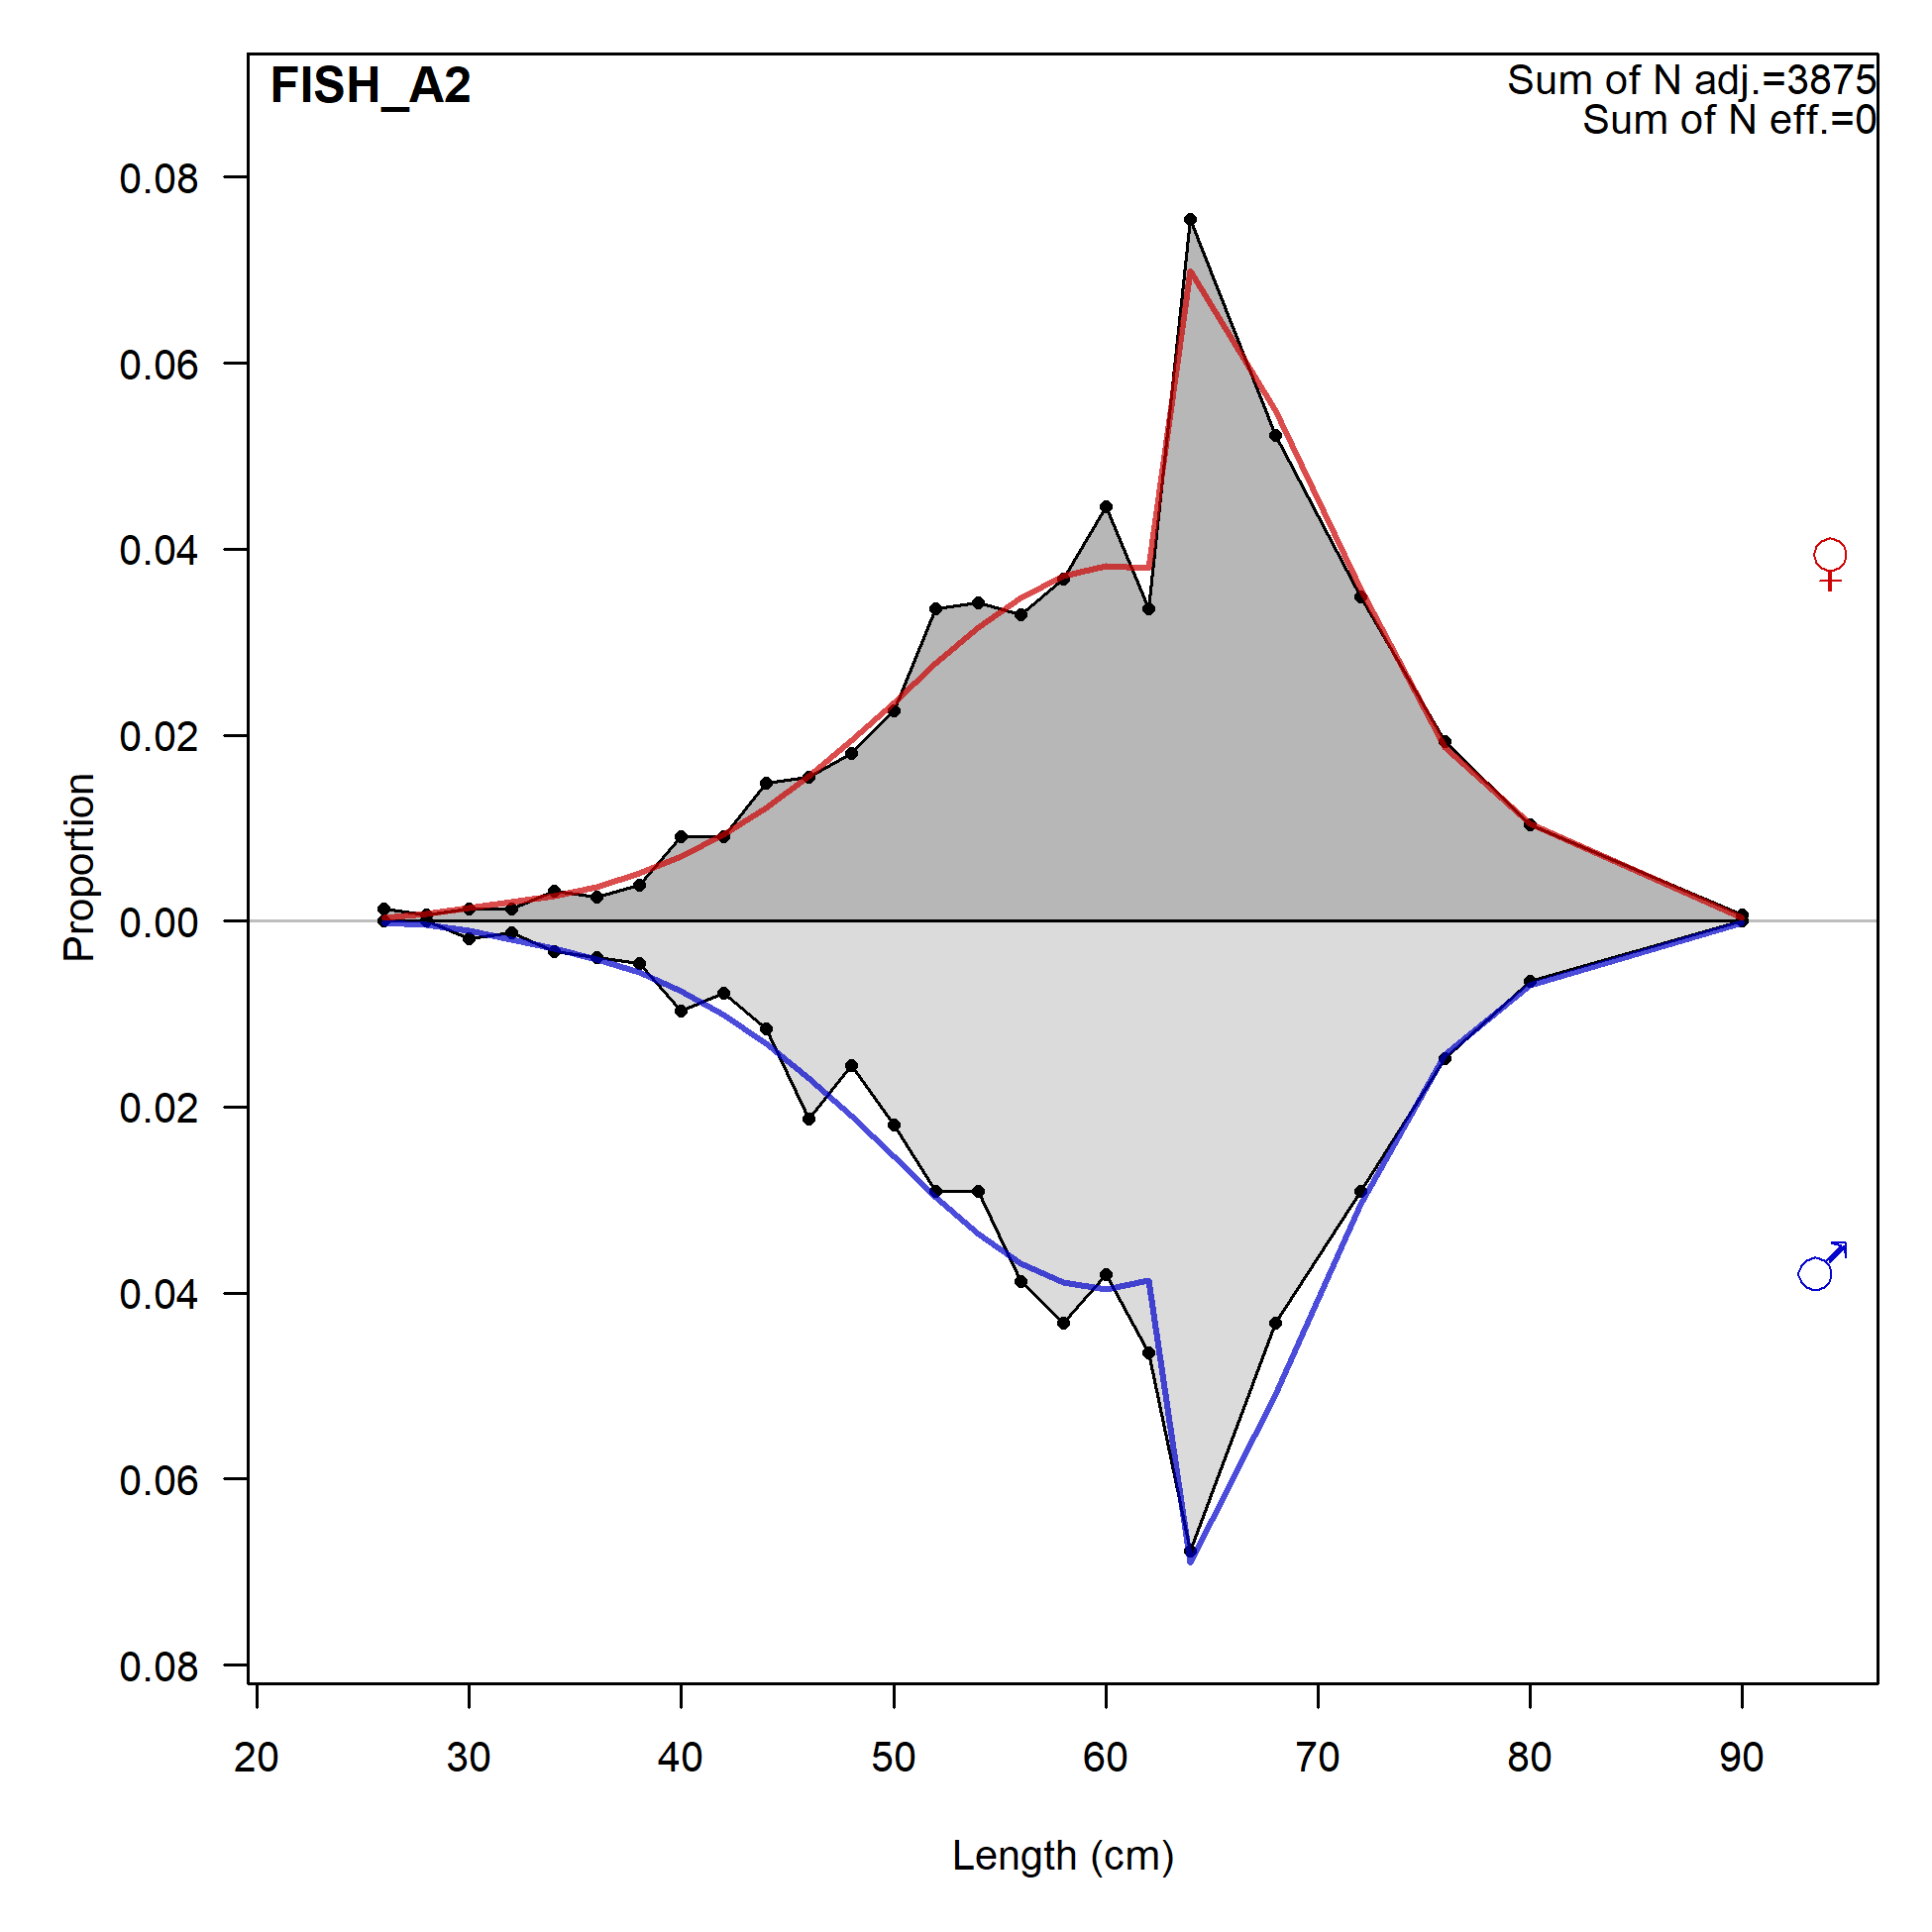 FISH_A2
Sum of N adj.=3875
Sum of N eff.=0
0.08
0.06
0.04
0.02
0.00
0.02
0.04
0.06
0.08
Proportion
♀
♂
20 30 40 50 60 70 80 90
Length (cm)